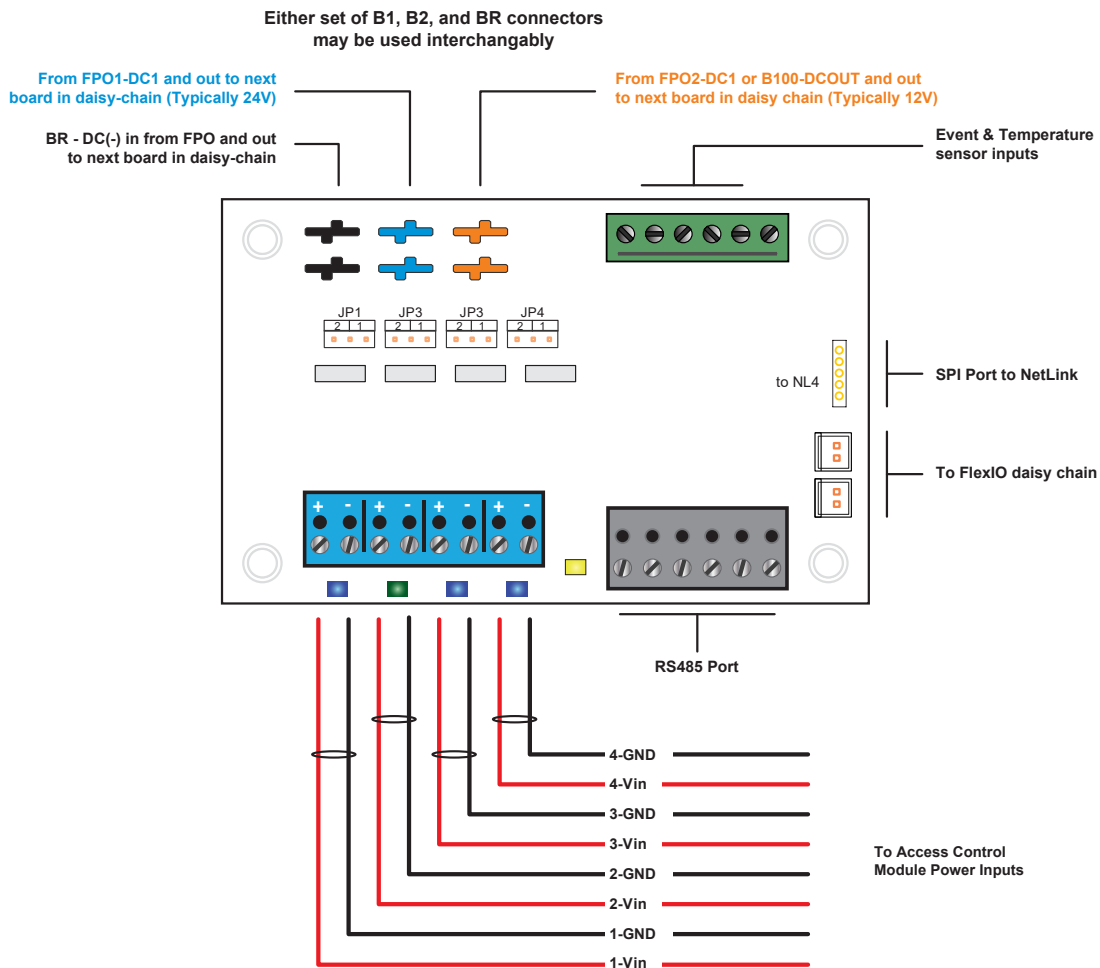 Either set of B1, B2, and BR connectors
may be used interchangably
From FPO1-DC1 and out to next
board in daisy-chain (Typically 24V)
From FPO2-DC1 or B100-DCOUT and out
to next board in daisy chain (Typically 12V)
BR - DC(-) in from FPO and out
to next board in daisy-chain
Event & Temperature
sensor inputs
JP1
JP3
JP3
JP4
2 1
2 1
2 1
2 1
to NL4
SPI Port to NetLink
To FlexIO daisy chain
+ - + - + - + -
RS485 Port
4-GND
4-Vin
3-GND
3-Vin
2-GND
2-Vin
1-GND
1-Vin
To Access Control
Module Power Inputs